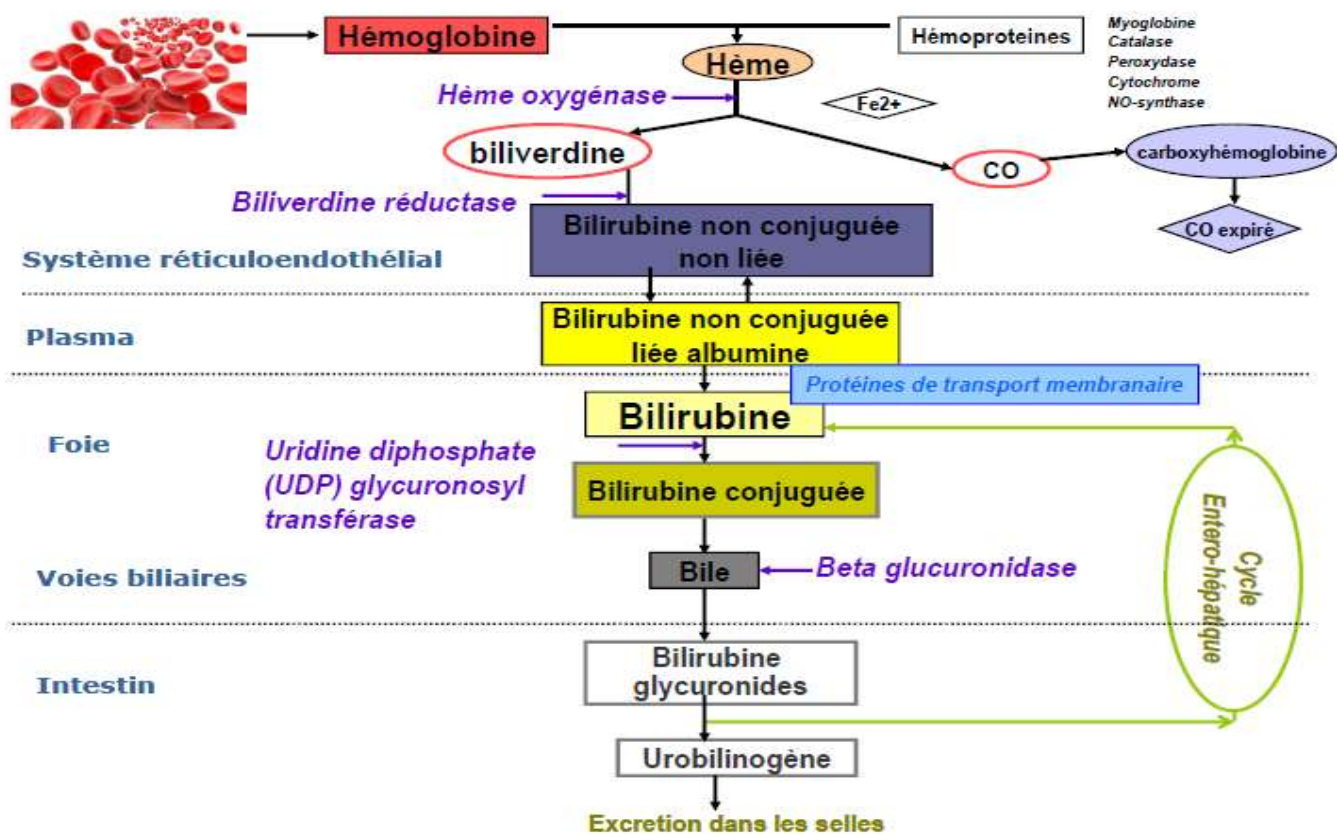 Hémoglobine
Hémoproteines
Myoglobine
Catalase
Peroxydase
Cytochrome
NO-synthase
Hème
Hème oxygénase
Fe2+
biliverdine
CO
carboxyhémoglobine
Biliverdine réductase
CO expiré
Bilirubine non conjuguée
non liée
Système réticuloendothélial
Plasma
Bilirubine non conjuguée
liée albumine
Protéines de transport membranaire
Bilirubine
Foie
Uridine diphosphate
(UDP) glycuronosyl
transférase
Bilirubine conjuguée
Cycle
Entero-hépatique
Voies biliaires
Bile
Beta glucuronidase
Intestin
Bilirubine
glycuronides
Urobilinogène
Excretion dans les selles